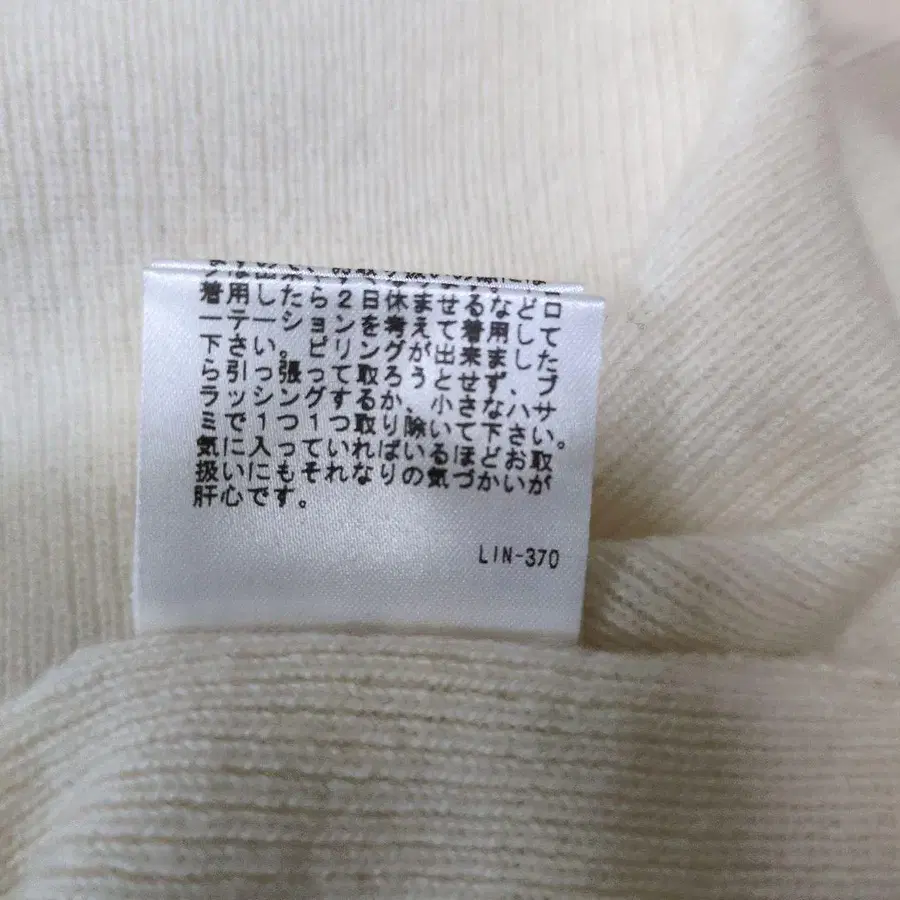 着用したら2日休ませるなどロ
ーテーションを考えて着用して
下さい。ピリングが出来ました
ら引っ張って取ろうとせず、ブ
ラッシングするか、小さなハサ
ミで1つ1つ取り除いて下さい。
気に入っていればいるほどお取
扱いにもそれなりの気づかいが
肝心です。
LIN-370